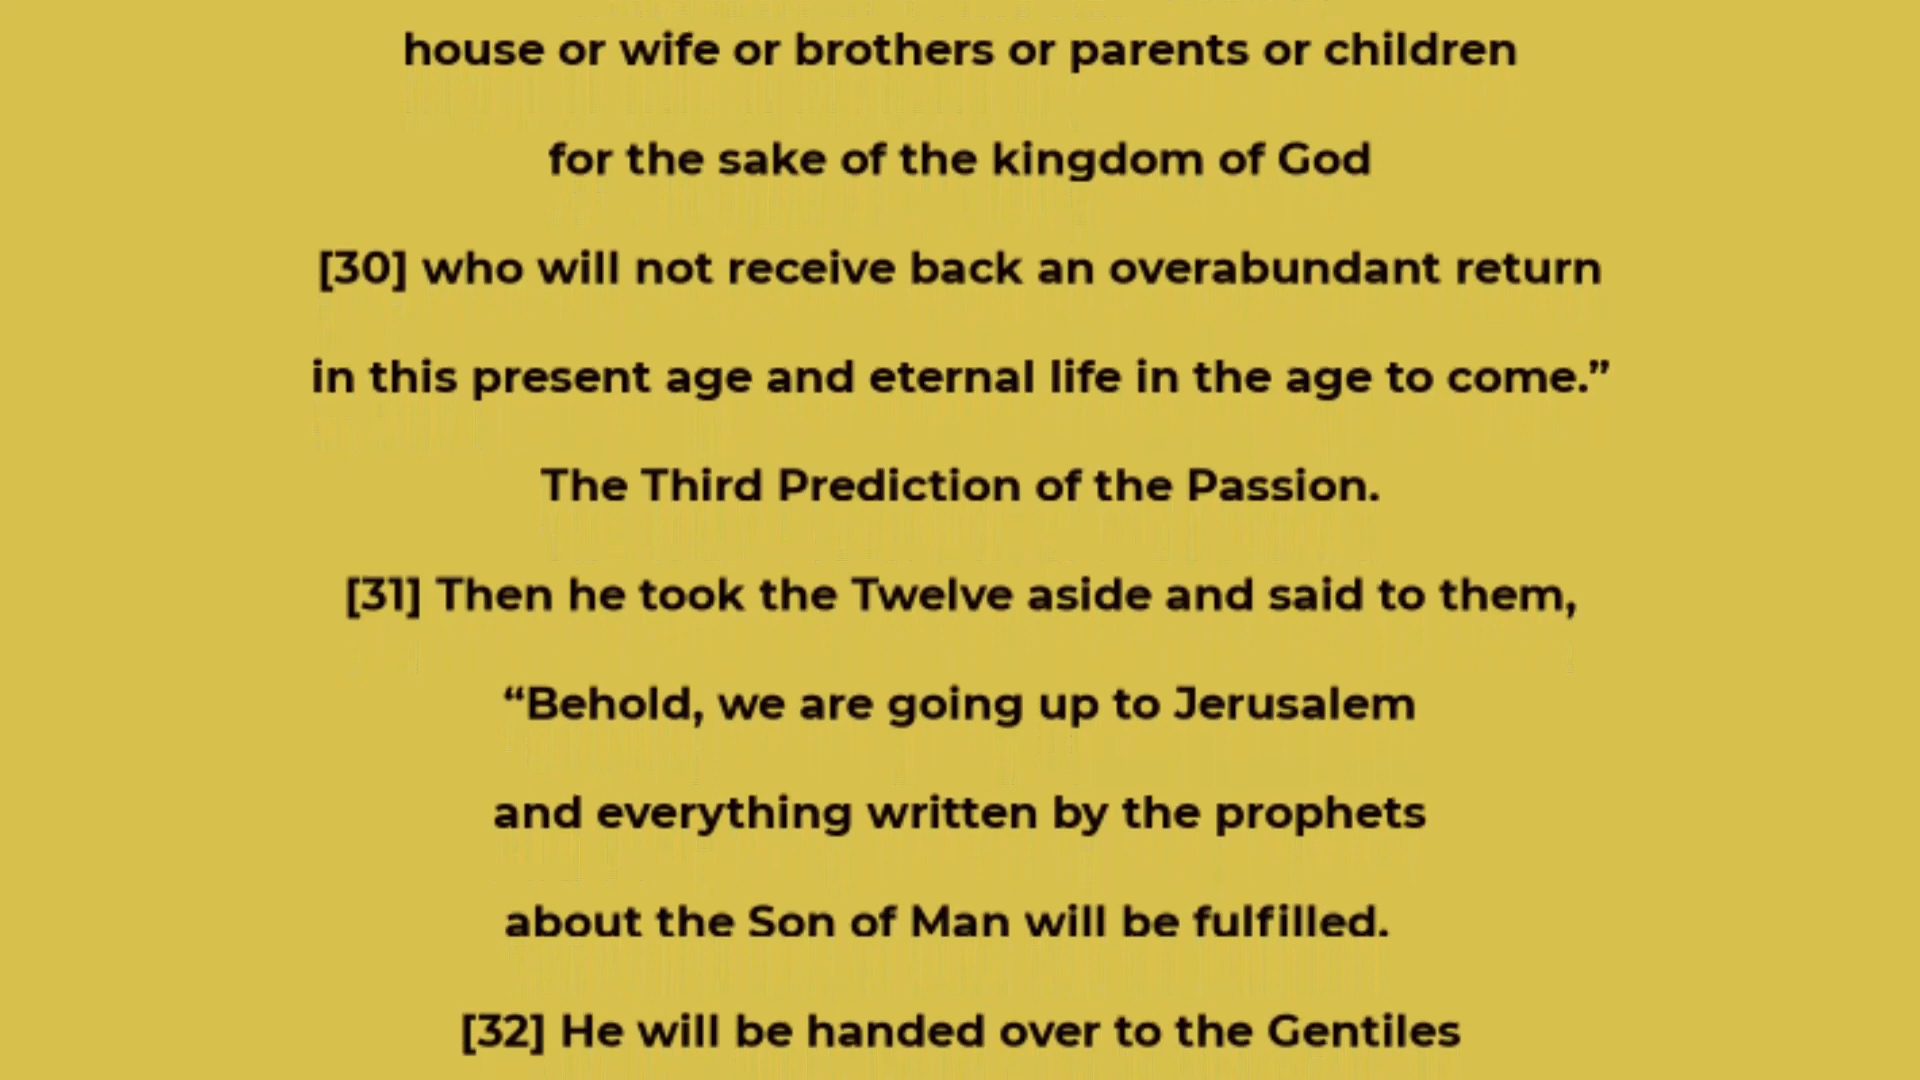 house or wife or brothers or parents or children
for the sake of the kingdom of God
[30] who will not receive back an overabundant return
in this present age and eternal life in the age to come.”
The Third Prediction of the Passion.
[31] Then he took the Twelve aside and said to them,
“Behold, we are going up to Jerusalem
and everything written by the prophets
about the Son of Man will be fulfilled.
[32] He will be handed over to the Gentiles